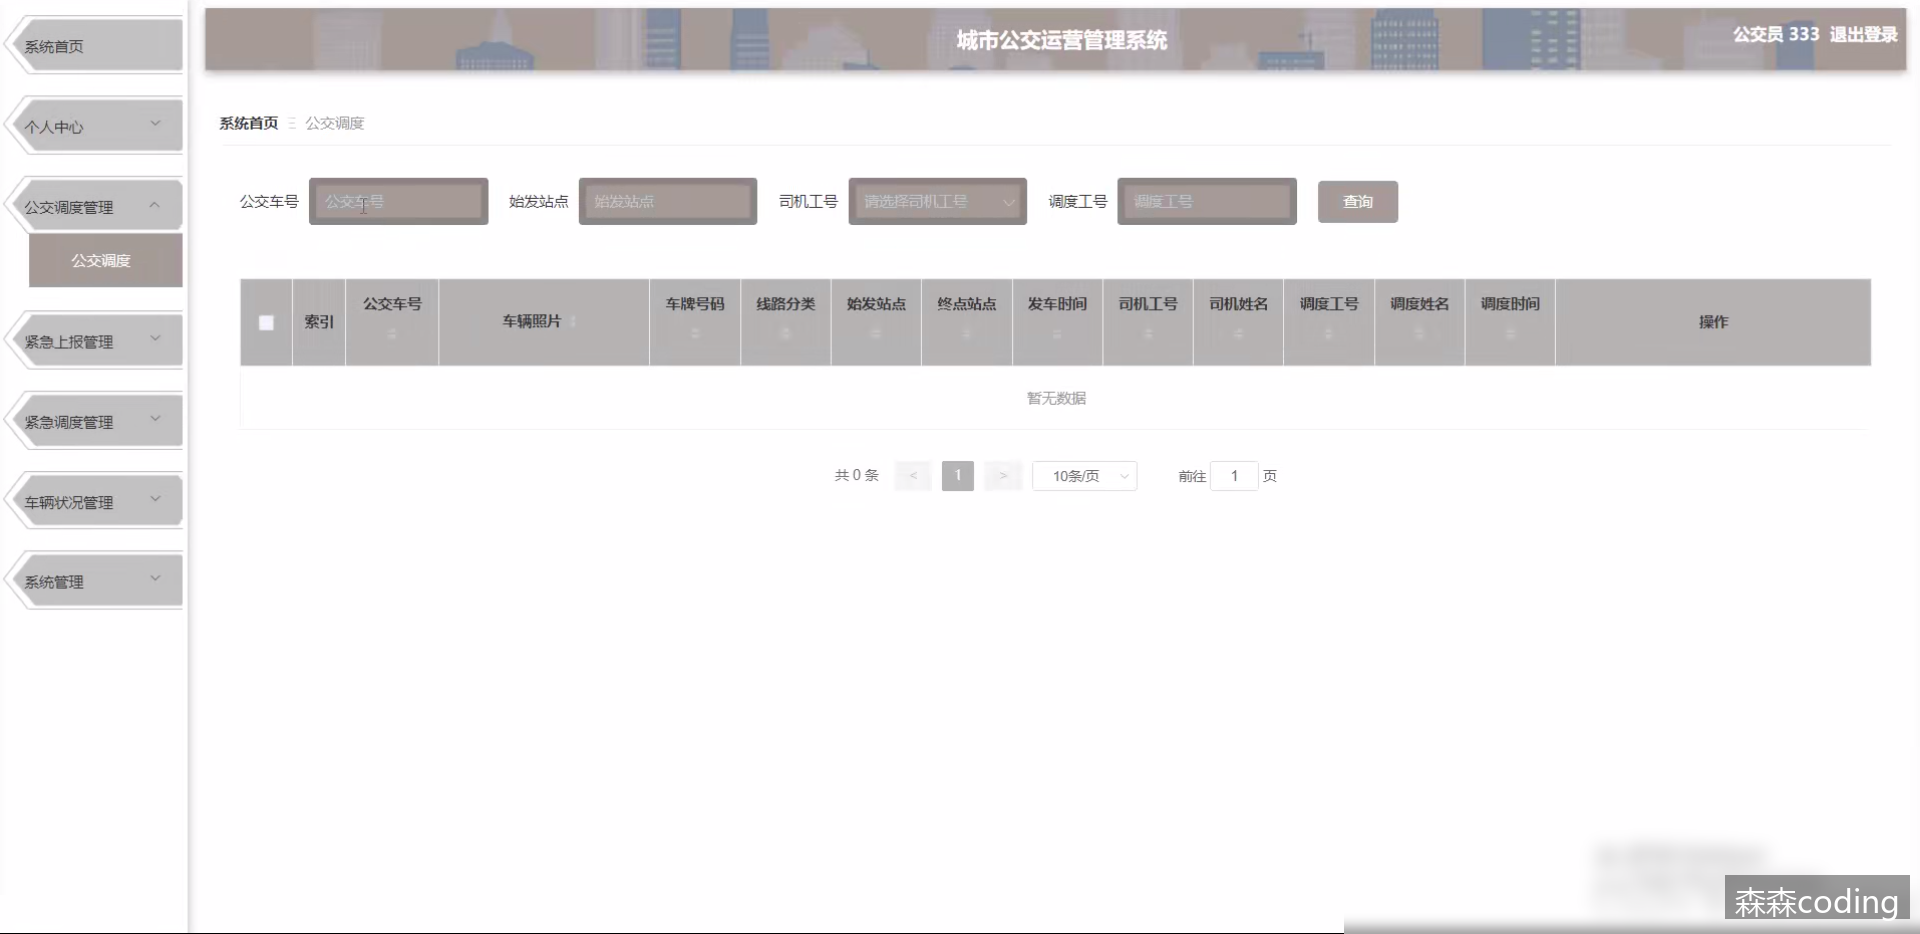 城市公交运营管理系统
公交员 333 退出登录
系统首页
个人中心
公交调度管理
公交调度
紧急上报管理
紧急调度管理
车辆状况管理
系统管理
系统首页 公交调度
公交车号 公交车号 始发站点 始发站点 司机工号 请选择司机工号 调度工号 调度工号 查询
索引 公交车号 车辆照片 车牌号码 线路分类 始发站点 终点站点 发车时间 司机工号 司机姓名 调度工号 调度姓名 调度时间 操作
暂无数据
共 0 条 < 1 > 10条/页 前往 1 页
森森coding